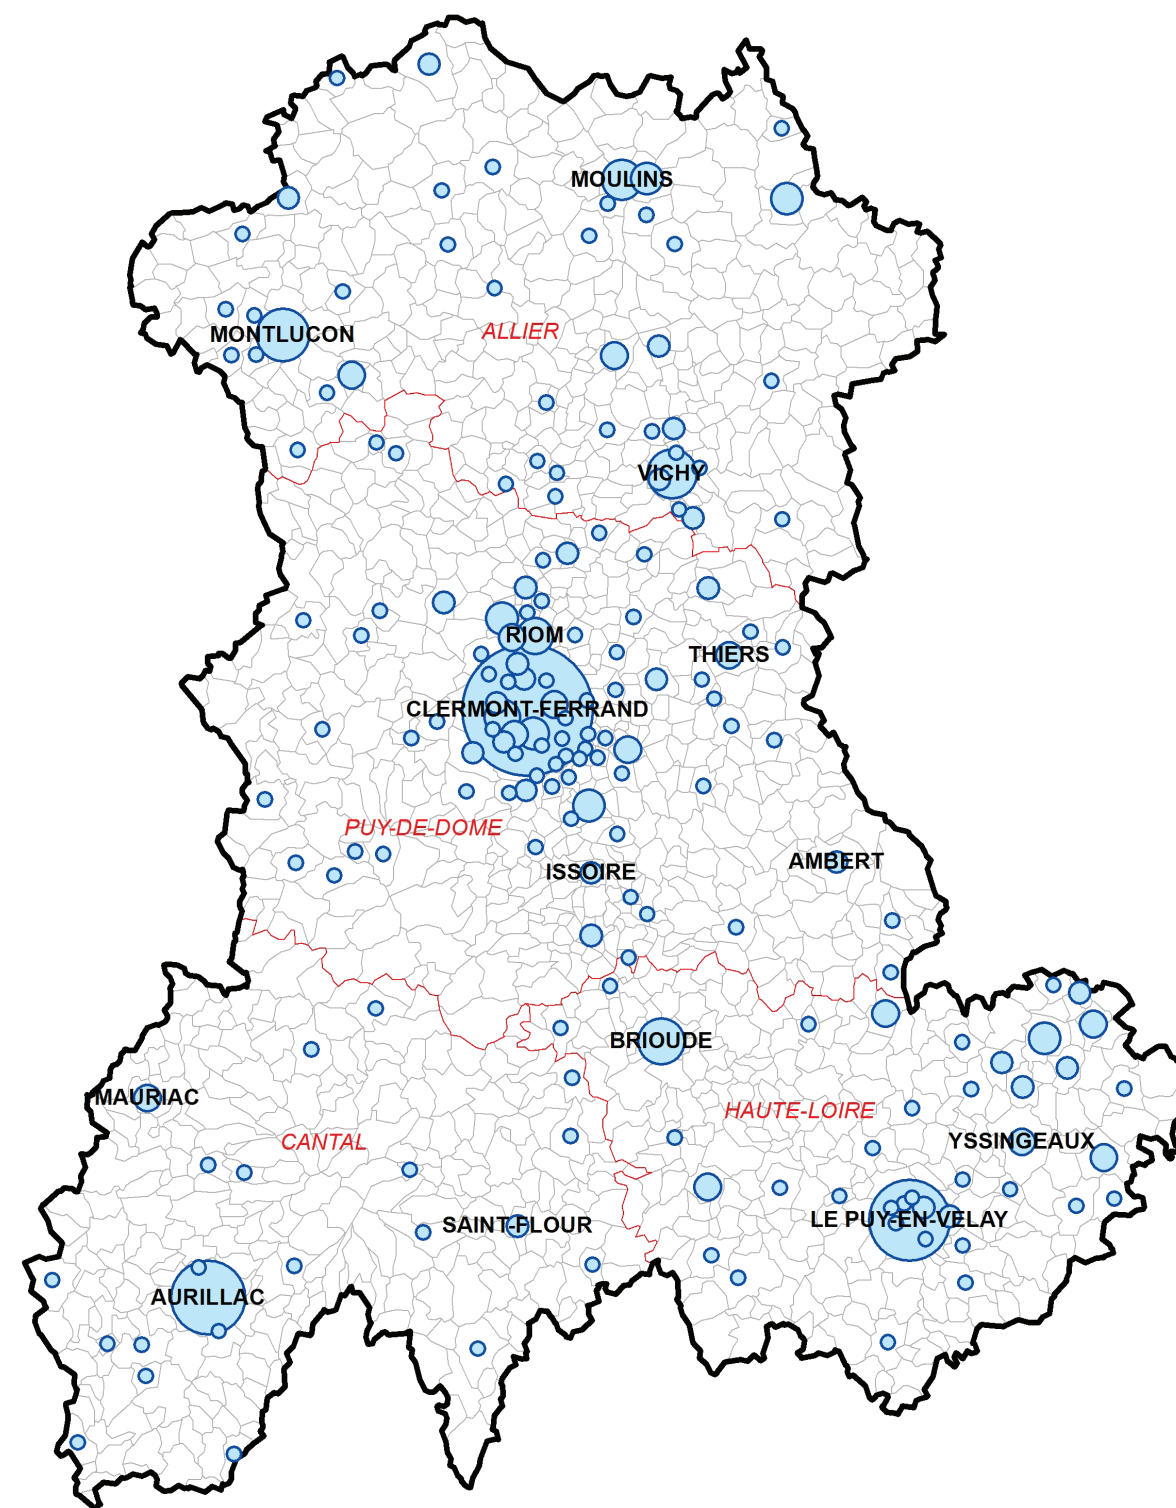 MOULINS
ALLIER
MONTLUCON
VICHY
RIOM
THIERS
CLERMONT-FERRAND
PUY-DE-DOME
AMBERT
ISSOIRE
BRIOUDE
MAURIAC
HAUTE-LOIRE
CANTAL
YSSINGEAUX
LE PUY-EN-VELAY
SAINT-FLOUR
AURILLAC